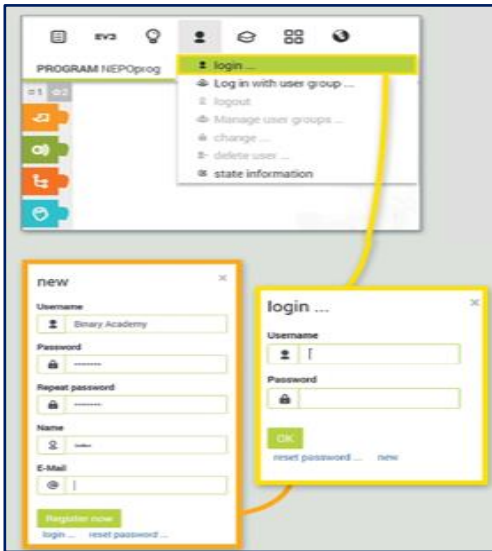 EV3
PROGRAM NEPOprog
1 2
login ...
Log in with user group ...
logout
Manage user groups ...
change ...
delete user ...
state information
new
×
Username
Binary Academy
Password
Repeat password
Name
E-Mail
@
Register now
login ... reset password ...
login ...
×
Username
Password
OK
reset password ... new